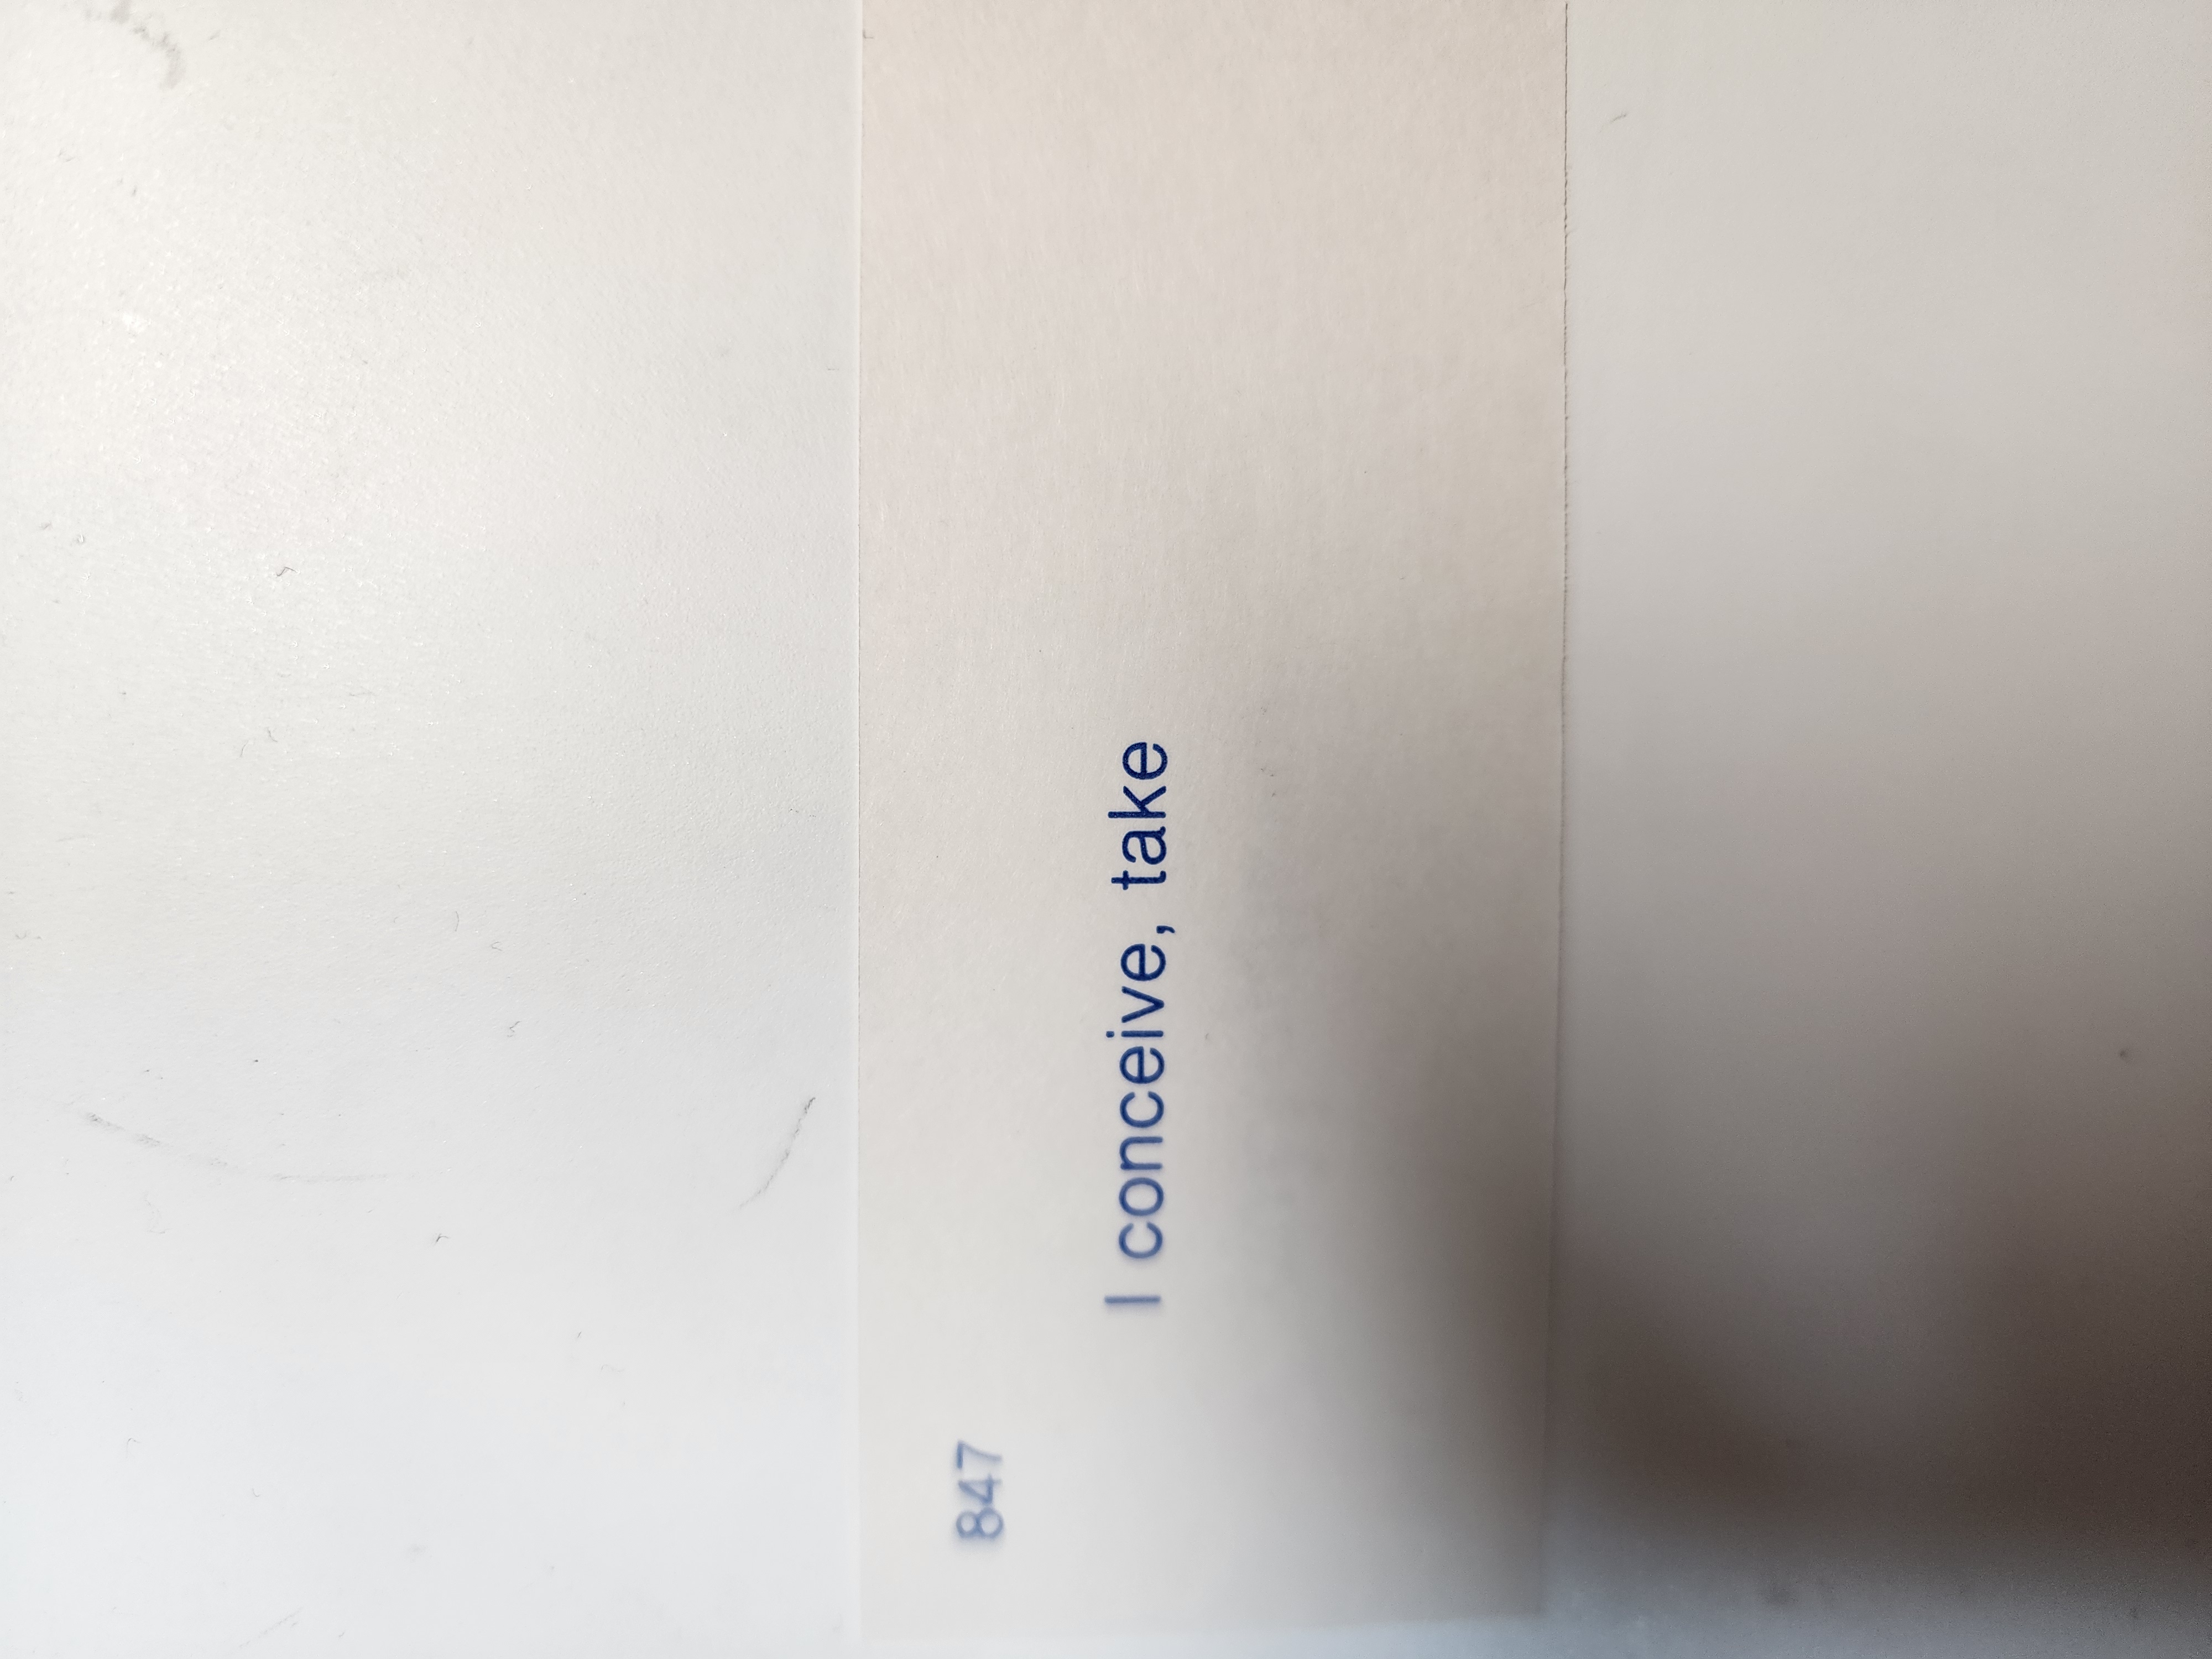 847
I conceive, take